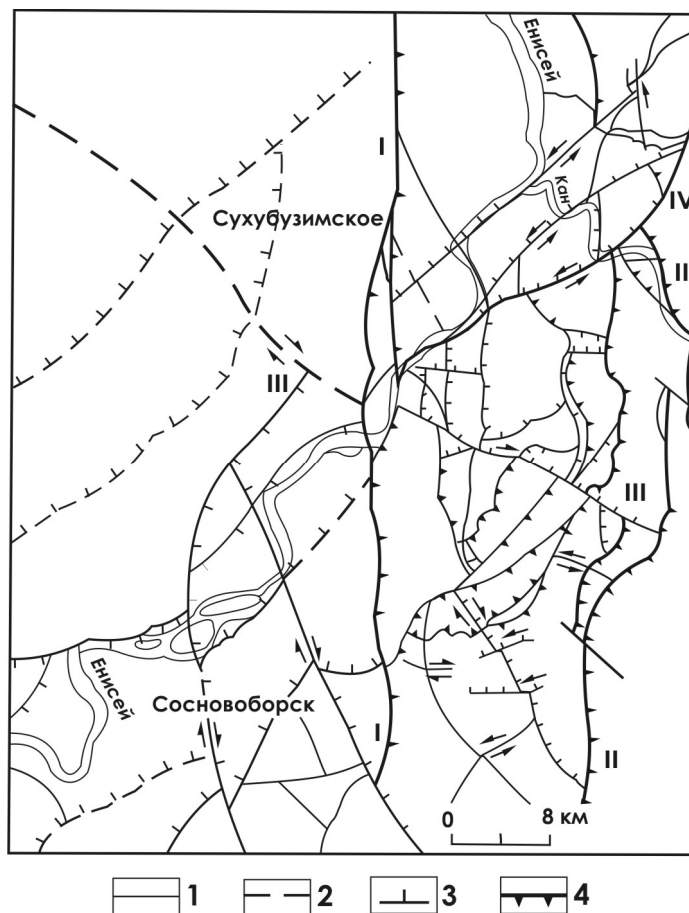 Енисей
I
Кан
IV
Сухубузимское
II
III
III
Енисей
Сосновоборск
I
II
0 8 км
1 2 3 4